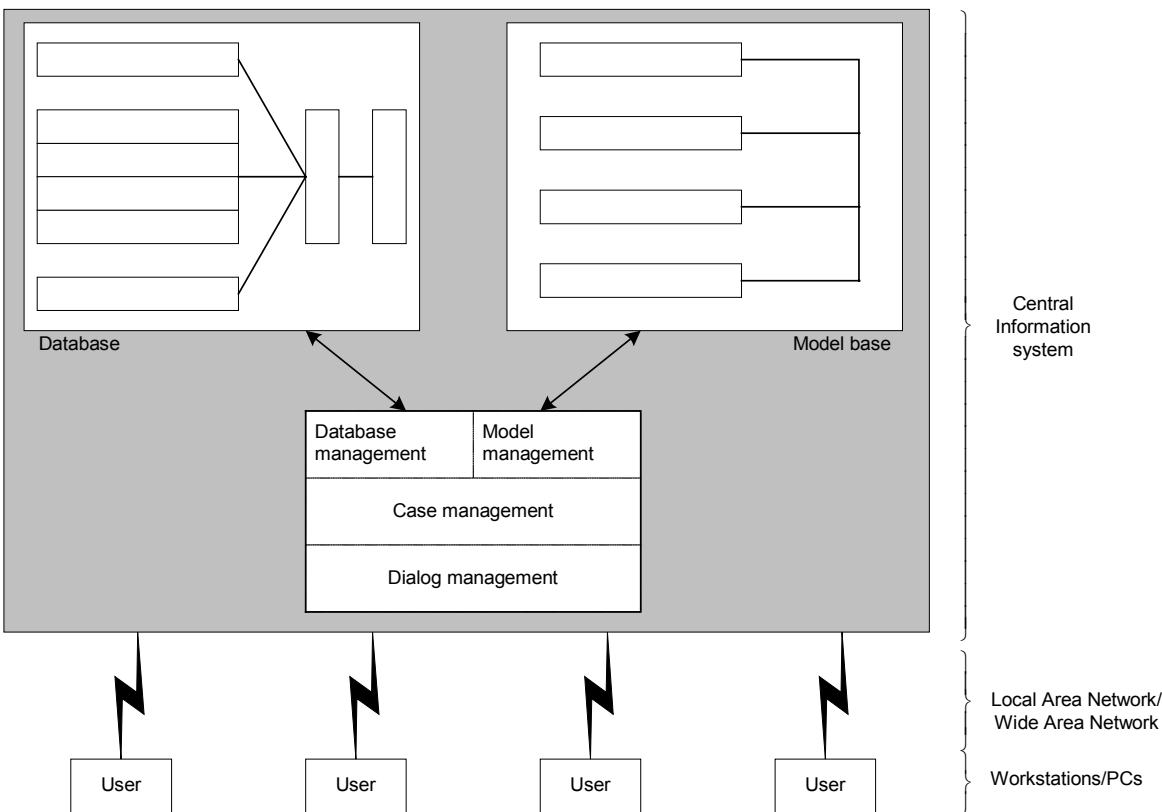 Database
Model base
Central
Information
system
Database
management
Model
management
Case management
Dialog management
Local Area Network/
Wide Area Network
User
User
User
User
Workstations/PCs